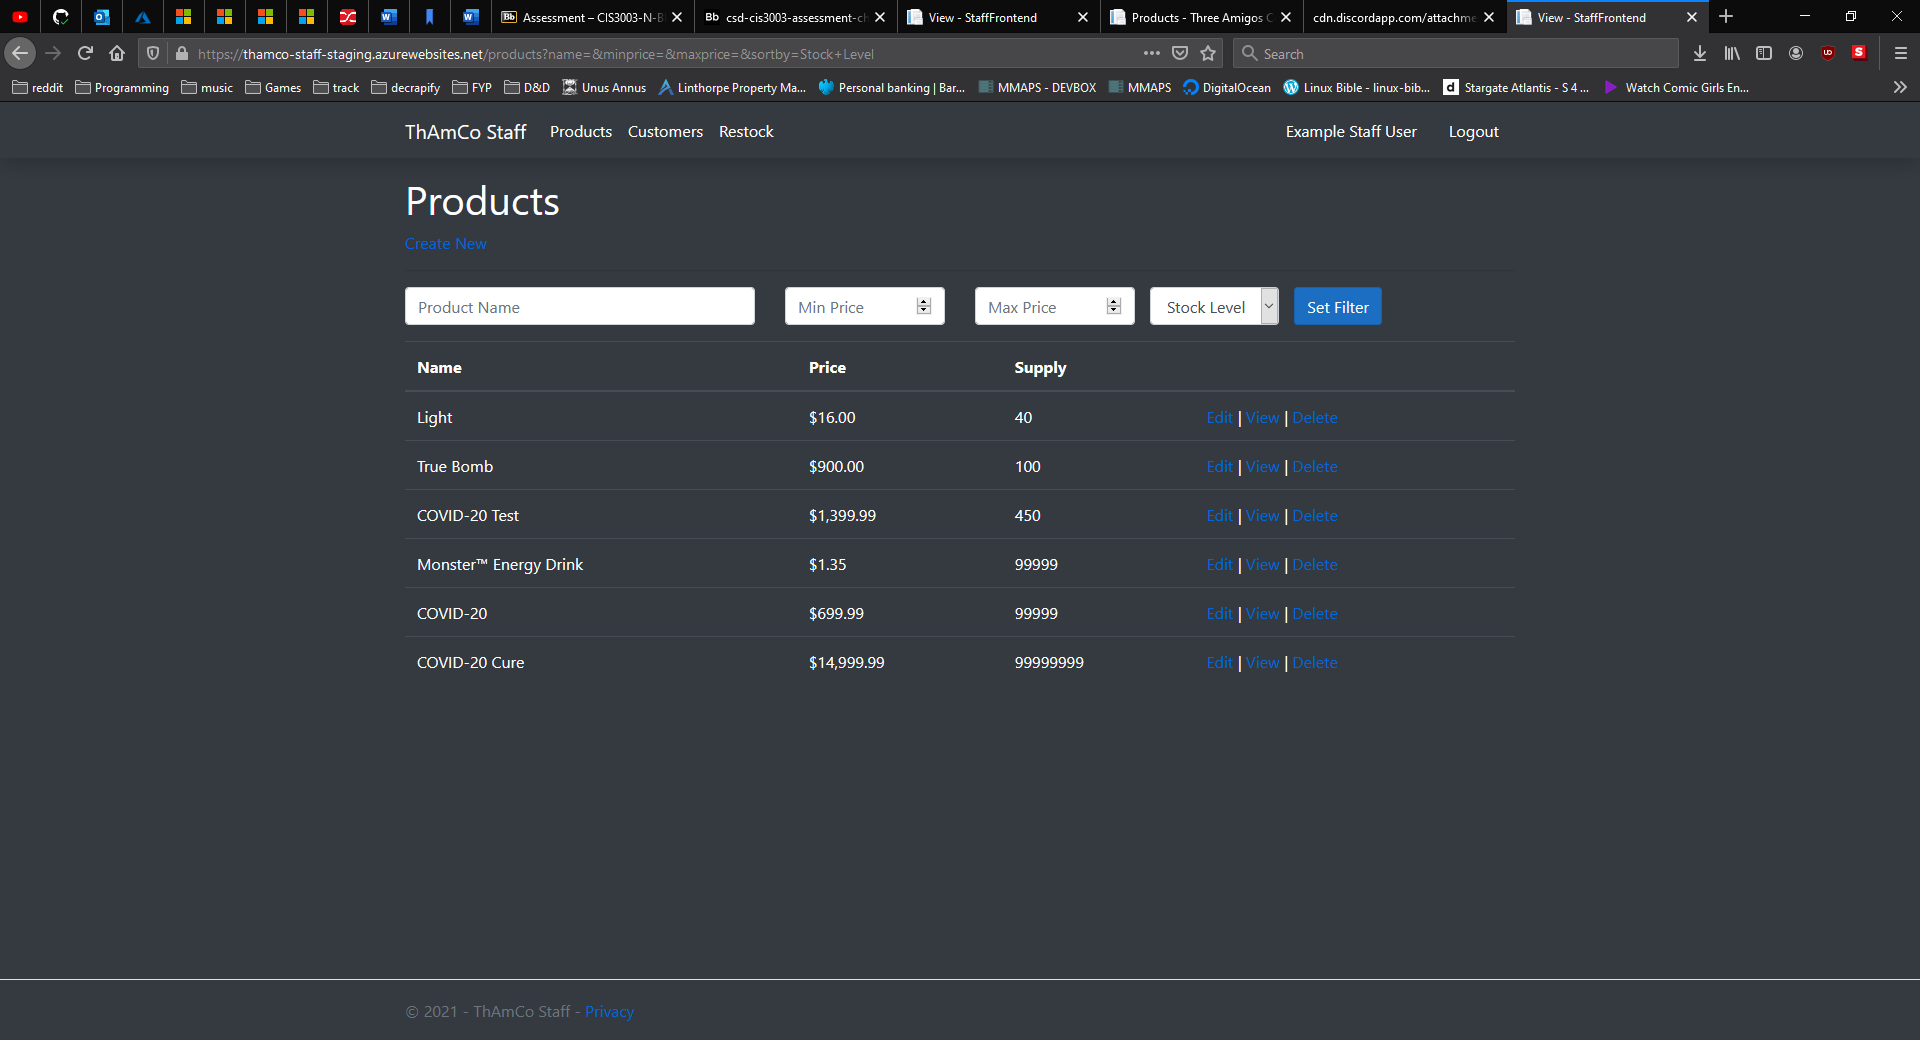 Assessment – CIS3003-N-B
csd-cis3003-assessment-ch
View - StaffFrontend
Products - Three Amigos C
cdn.discordapp.com/attachme
View - StaffFrontend
https://thamco-staff-staging.azurewebsites.net/products?name=&minprice=&maxprice=&sortby=Stock+Level
Search
reddit Programming music Games track decrapify FYP D&D Unus Annus Linthorpe Property Ma... Personal banking | Bar... MMAPS - DEVBOX MMAPS DigitalOcean Linux Bible - linux-bib... Stargate Atlantis - S 4 ... Watch Comic Girls En...
ThAmCo Staff Products Customers Restock Example Staff User Logout
Products
Create New
Product Name Min Price Max Price Stock Level Set Filter
Name Price Supply
Light $16.00 40 Edit | View | Delete
True Bomb $900.00 100 Edit | View | Delete
COVID-20 Test $1,399.99 450 Edit | View | Delete
Monster™ Energy Drink $1.35 99999 Edit | View | Delete
COVID-20 $699.99 99999 Edit | View | Delete
COVID-20 Cure $14,999.99 99999999 Edit | View | Delete
© 2021 - ThAmCo Staff - Privacy